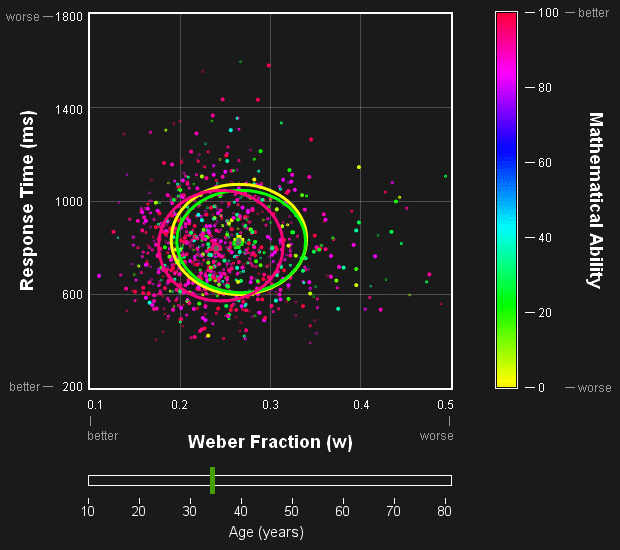 worse
1800
1400
1000
600
better
200
Response Time (ms)
0.1
0.2
0.3
0.4
0.5
better
worse
Weber Fraction (w)
10
20
30
40
50
60
70
80
Age (years)
100
better
80
60
40
20
0
worse
Mathematical Ability